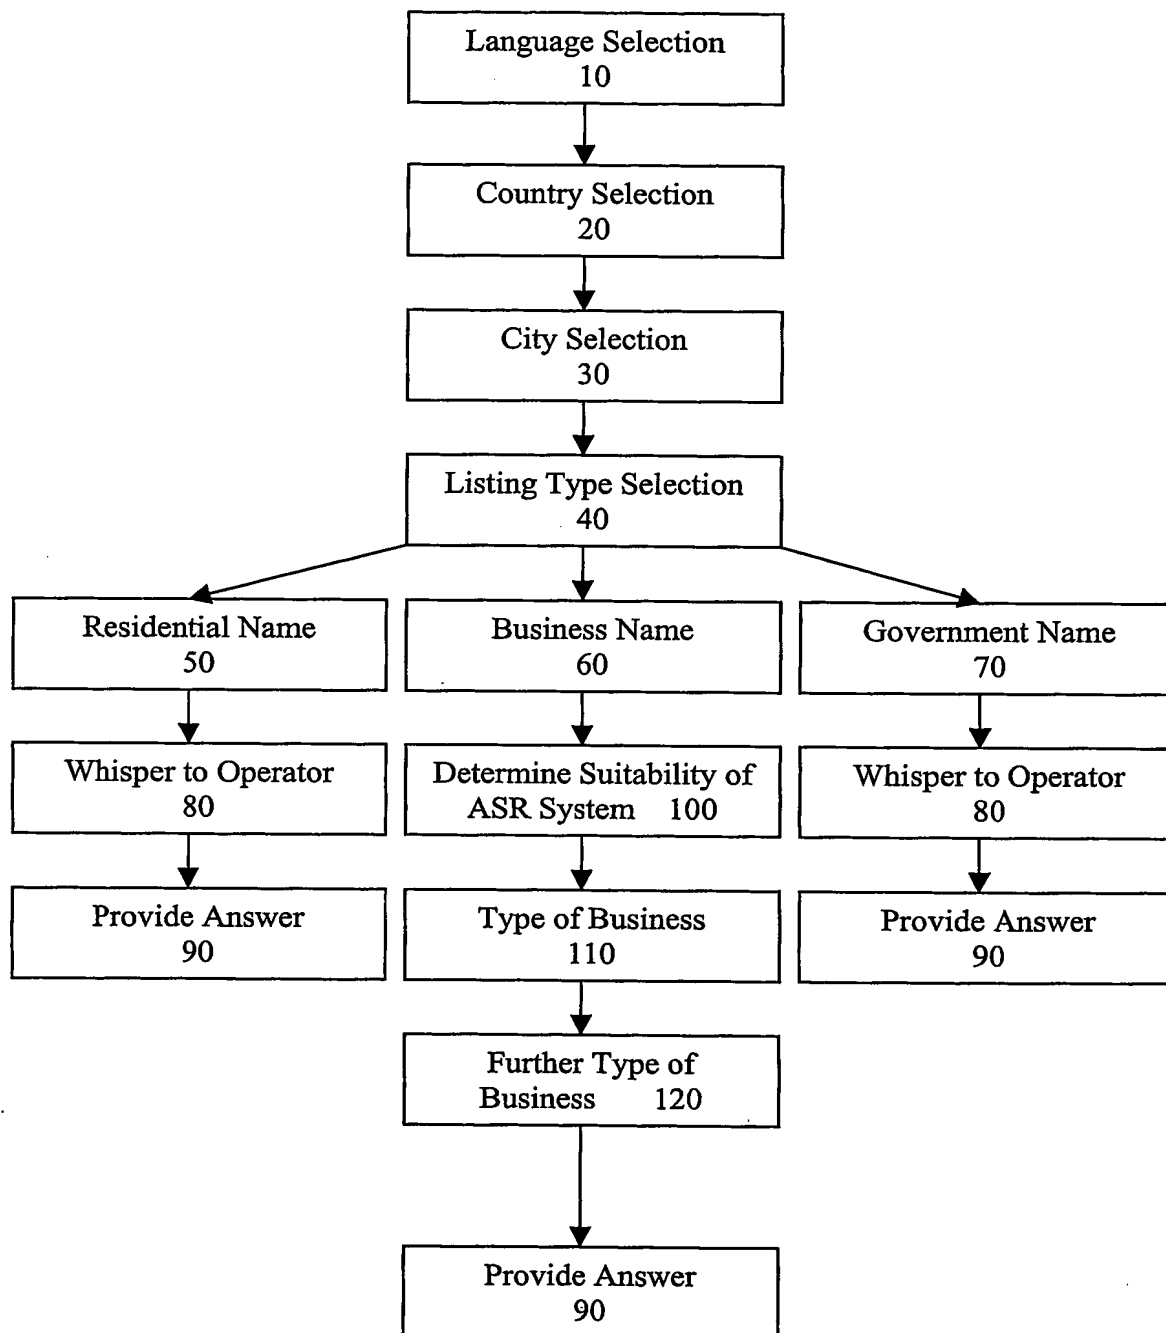 Language Selection
10
Country Selection
20
City Selection
30
Listing Type Selection
40
Residential Name
50
Business Name
60
Government Name
70
Whisper to Operator
80
Determine Suitability of
ASR System 100
Whisper to Operator
80
Provide Answer
90
Type of Business
110
Provide Answer
90
Further Type of
Business 120
Provide Answer
90